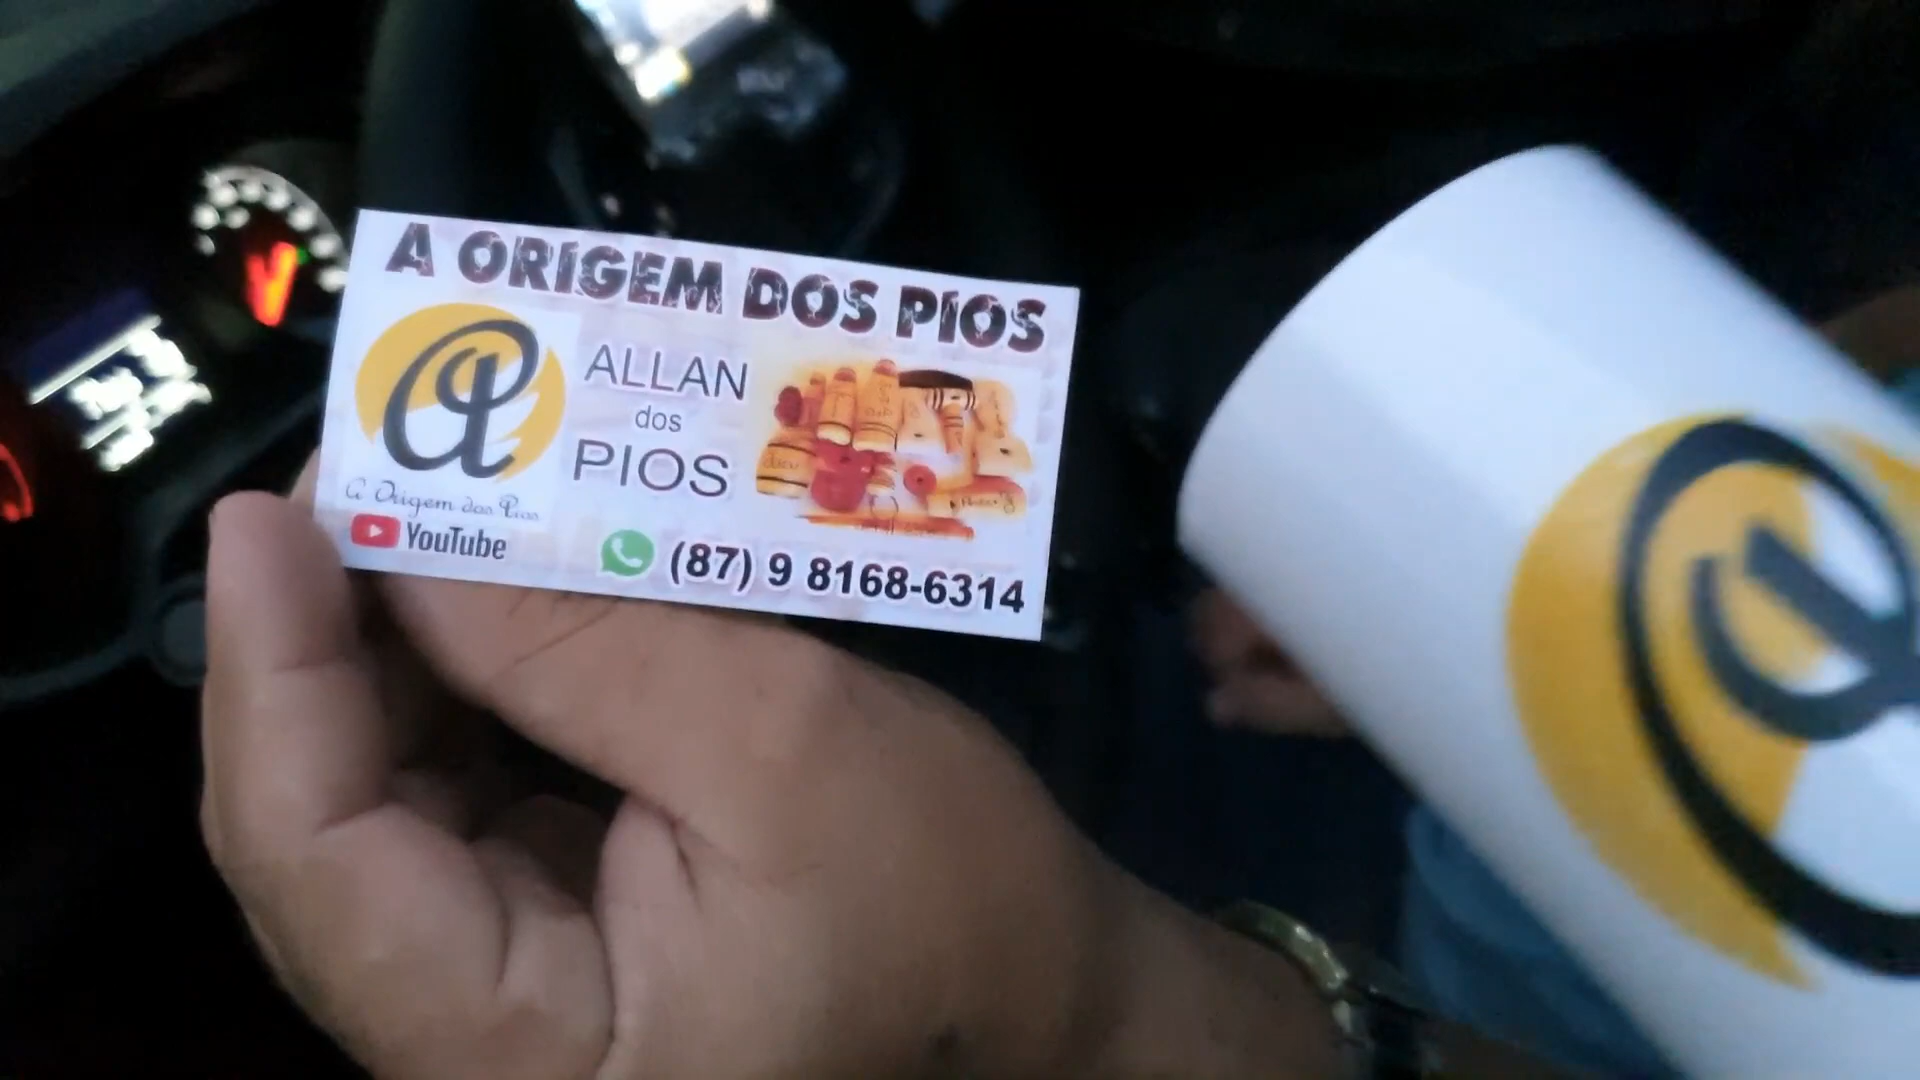 A ORIGEM DOS PIOS
ALLAN
dos
PIOS
A Origem dos Pios
YouTube
(87) 9 8168-6314